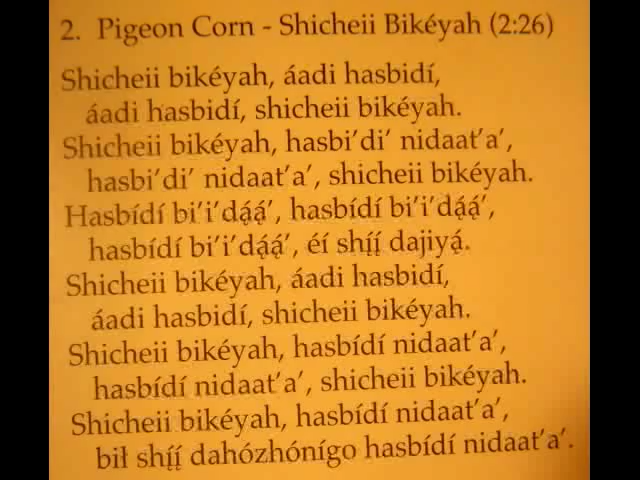 2. Pigeon Corn - Shicheii Bikéyah (2:26)
Shicheii bikéyah, áadi hasbidí,
áadi hasbidí, shicheii bikéyah.
Shicheii bikéyah, hasbi’di’ nidaat’a’,
hasbi’di’ nidaat’a’, shicheii bikéyah.
Hasbídí bi’i’dą́ą́’, hasbídí bi’i’dą́ą́’,
hasbídí bi’i’dą́ą́’, éí shį́į́ dajiyą́.
Shicheii bikéyah, áadi hasbidí,
áadi hasbidí, shicheii bikéyah.
Shicheii bikéyah, hasbídí nidaat’a’,
hasbídí nidaat’a’, shicheii bikéyah.
Shicheii bikéyah, hasbídí nidaat’a’,
bił shį́į́ dahózhónígo hasbídí nidaat’a’.